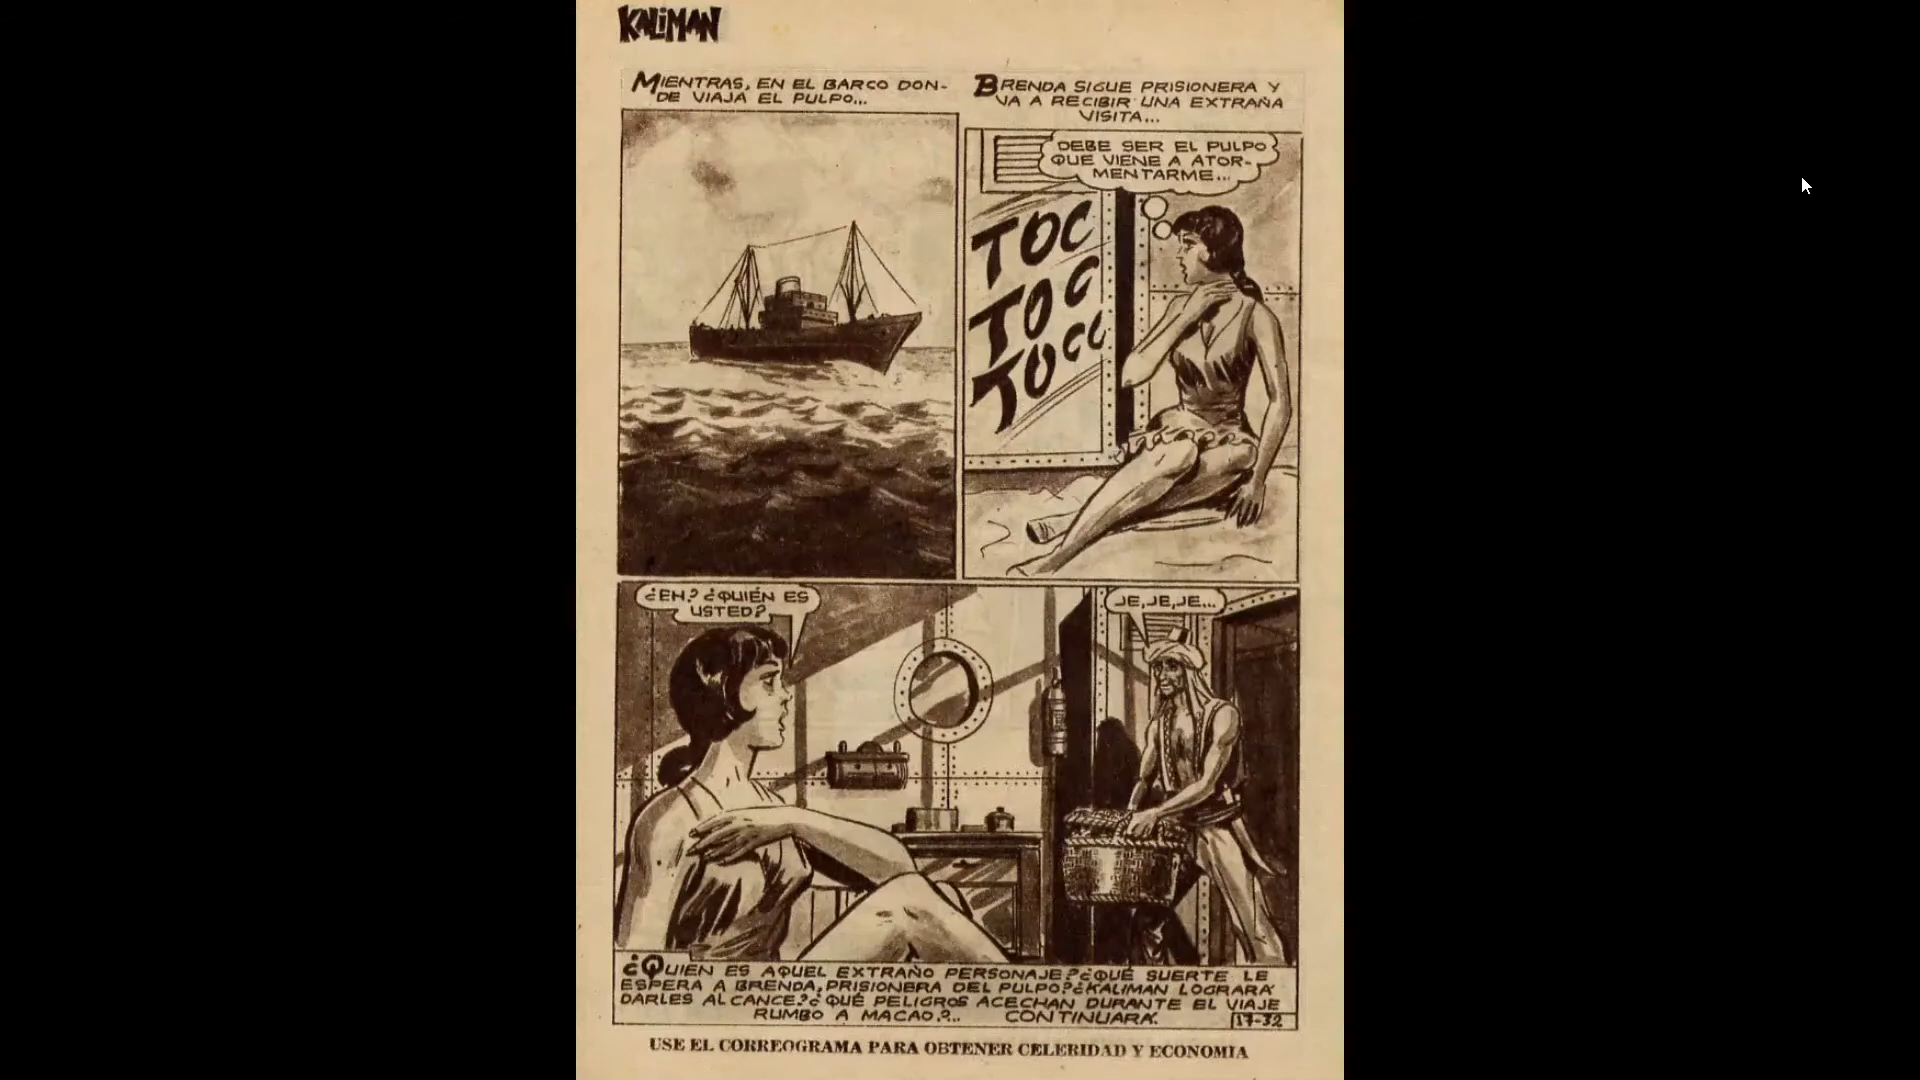 KALIMAN
MIENTRAS, EN EL BARCO DON-
DE VIAJA EL PULPO...
BRENDA SIGUE PRISIONERA Y
VA A RECIBIR UNA EXTRAÑA
VISITA...
DEBE SER EL PULPO
QUE VIENE A ATOR-
MENTARME...
TOC
TOC
TOCC
¿EH? ¿QUIÉN ES
USTED?
JE, JE, JE...
¿QUIEN ES AQUEL EXTRAÑO PERSONAJE? ¿QUÉ SUERTE LE
ESPERA A BRENDA, PRISIONERA DEL PULPO? ¿KALIMAN LOGRARA
DARLES ALCANCE? ¿QUÉ PELIGROS ACECHAN DURANTE EL VIAJE
RUMBO A MACAO?... CONTINUARA.
17-32
USE EL CORREOGRAMA PARA OBTENER CELERIDAD Y ECONOMIA